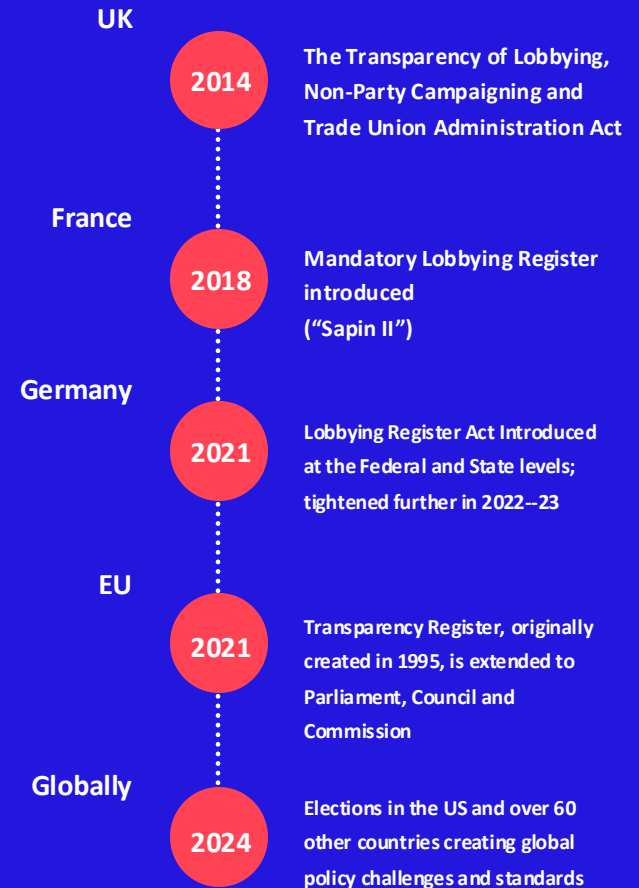 UK
2014
The Transparency of Lobbying,
Non-Party Campaigning and
Trade Union Administration Act
France
2018
Mandatory Lobbying Register
introduced
(“Sapin II”)
Germany
2021
Lobbying Register Act Introduced
at the Federal and State levels;
tightened further in 2022--23
EU
2021
Transparency Register, originally
created in 1995, is extended to
Parliament, Council and
Commission
Globally
2024
Elections in the US and over 60
other countries creating global
policy challenges and standards